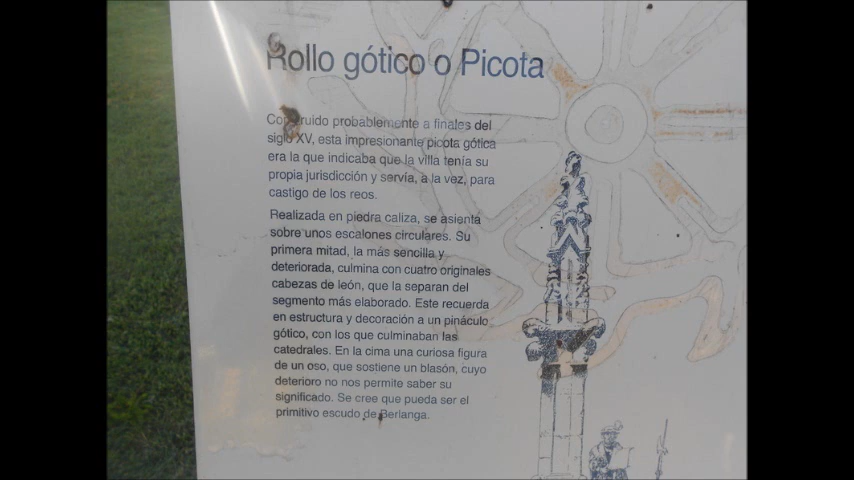 Rollo gótico o Picota
Construido probablemente a finales del
siglo XV, esta impresionante picota gótica
era la que indicaba que la villa tenía su
propia jurisdicción y servía, a la vez, para
castigo de los reos.
Realizada en piedra caliza, se asienta
sobre unos escalones circulares. Su
primera mitad, la más sencilla y
deteriorada, culmina con cuatro originales
cabezas de león, que la separan del
segmento más elaborado. Este recuerda
en estructura y decoración a un pináculo
gótico, con los que culminaban las
catedrales. En la cima una curiosa figura
de un oso, que sostiene un blasón, cuyo
deterioro no nos permite saber su
significado. Se cree que pueda ser el
primitivo escudo de Berlanga.